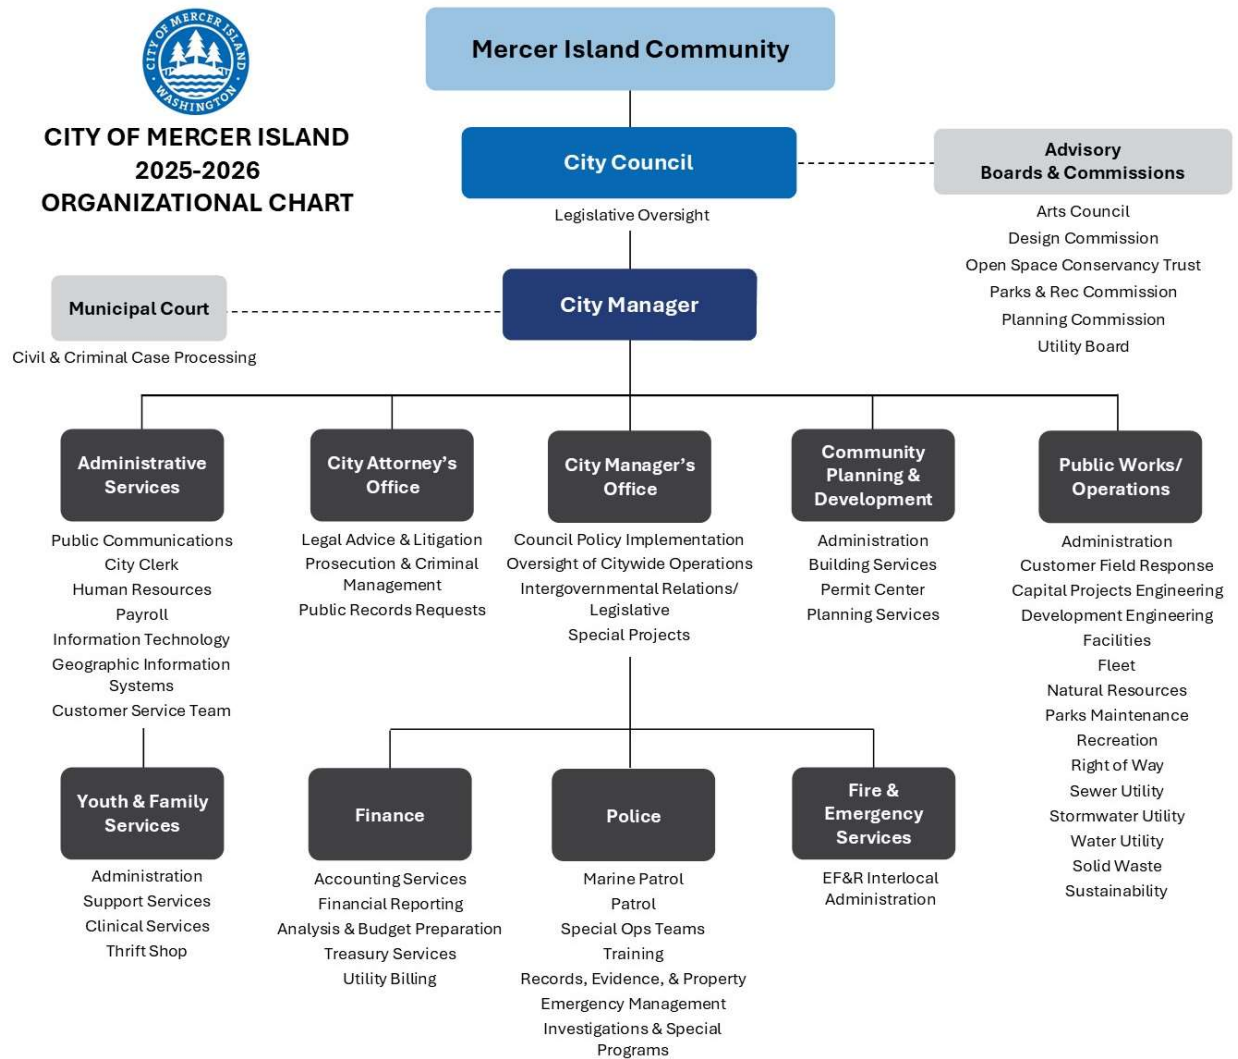 CITY OF MERCER ISLAND
WASHINGTON
CITY OF MERCER ISLAND
2025-2026
ORGANIZATIONAL CHART
Mercer Island Community
City Council
Legislative Oversight
Advisory
Boards & Commissions
Arts Council
Design Commission
Open Space Conservancy Trust
Parks & Rec Commission
Planning Commission
Utility Board
Municipal Court
Civil & Criminal Case Processing
City Manager
Administrative
Services
Public Communications
City Clerk
Human Resources
Payroll
Information Technology
Geographic Information
Systems
Customer Service Team
City Attorney's
Office
Legal Advice & Litigation
Prosecution & Criminal
Management
Public Records Requests
City Manager's
Office
Council Policy Implementation
Oversight of Citywide Operations
Intergovernmental Relations/
Legislative
Special Projects
Community
Planning &
Development
Administration
Building Services
Permit Center
Planning Services
Public Works/
Operations
Administration
Customer Field Response
Capital Projects Engineering
Development Engineering
Facilities
Fleet
Natural Resources
Parks Maintenance
Recreation
Right of Way
Sewer Utility
Stormwater Utility
Water Utility
Solid Waste
Sustainability
Youth & Family
Services
Administration
Support Services
Clinical Services
Thrift Shop
Finance
Accounting Services
Financial Reporting
Analysis & Budget Preparation
Treasury Services
Utility Billing
Police
Marine Patrol
Patrol
Special Ops Teams
Training
Records, Evidence, & Property
Emergency Management
Investigations & Special
Programs
Fire &
Emergency
Services
EF&R Interlocal
Administration